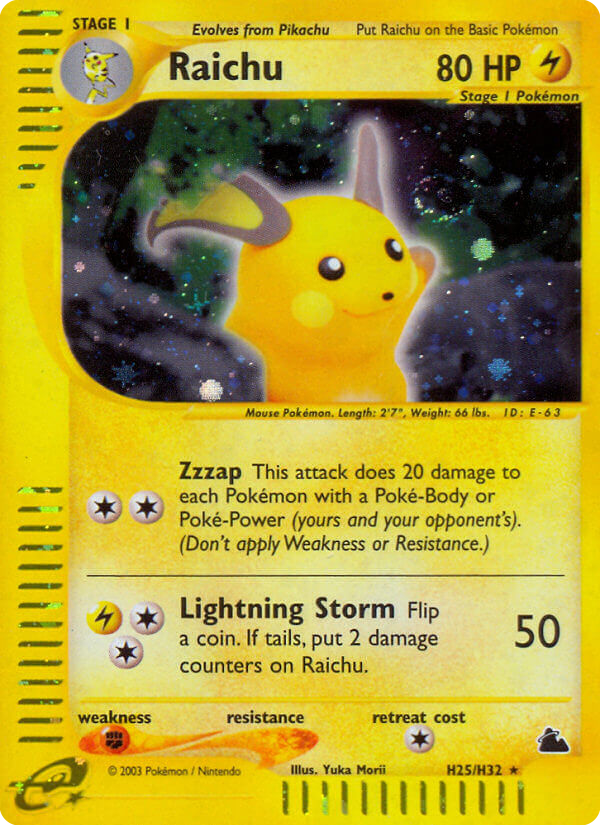 STAGE 1
Evolves from Pikachu
Put Raichu on the Basic Pokémon
Raichu
80 HP
Stage 1 Pokémon
Mouse Pokémon. Length: 2'7", Weight: 66 lbs. ID: E-63
Zzzap This attack does 20 damage to
each Pokémon with a Poké-Body or
Poké-Power (yours and your opponent's).
(Don't apply Weakness or Resistance.)
Lightning Storm Flip
a coin. If tails, put 2 damage
counters on Raichu.
50
weakness
resistance
retreat cost
© 2003 Pokémon / Nintendo
Illus. Yuka Morii
H25/H32 ★
e